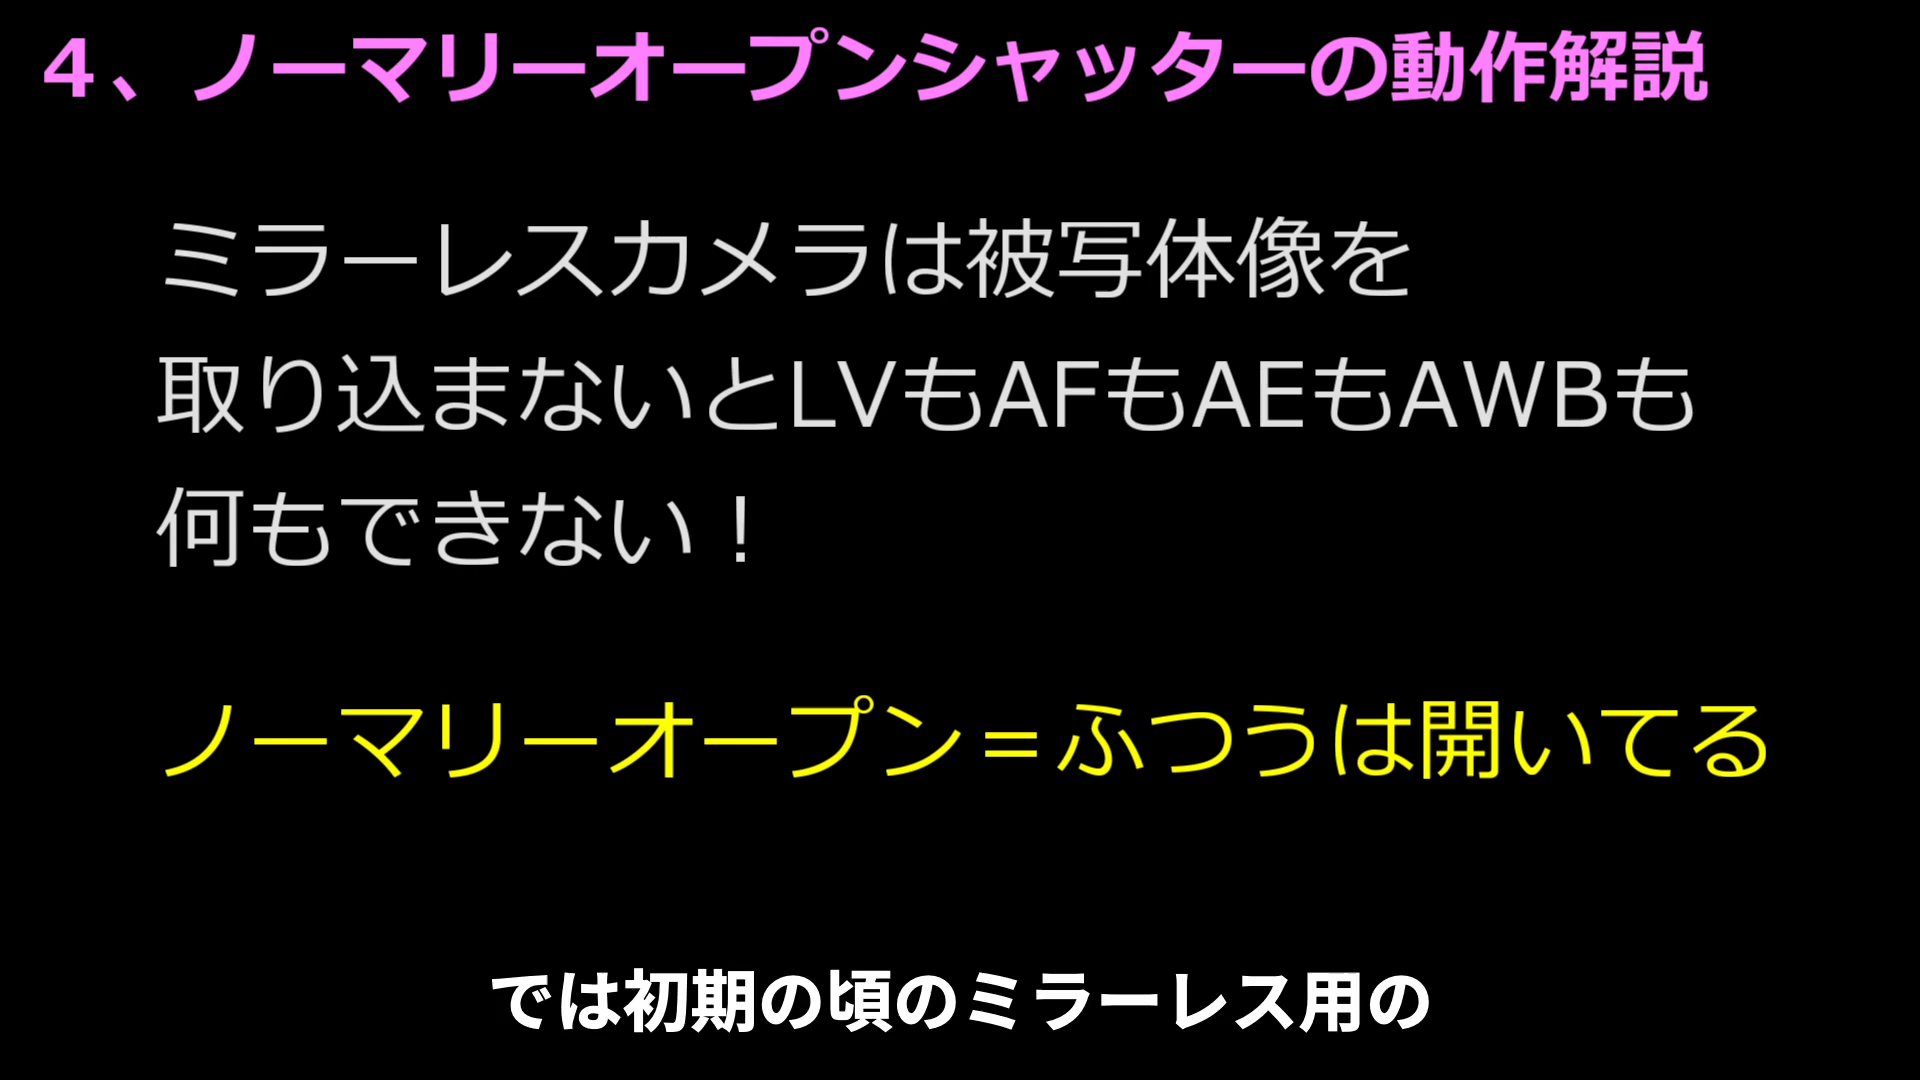 ４、ノーマリーオープンシャッターの動作解説
ミラーレスカメラは被写体像を
取り込まないとLVもAFもAEもAWBも
何もできない！
ノーマリーオープン＝ふつうは開いてる
では初期の頃のミラーレス用の